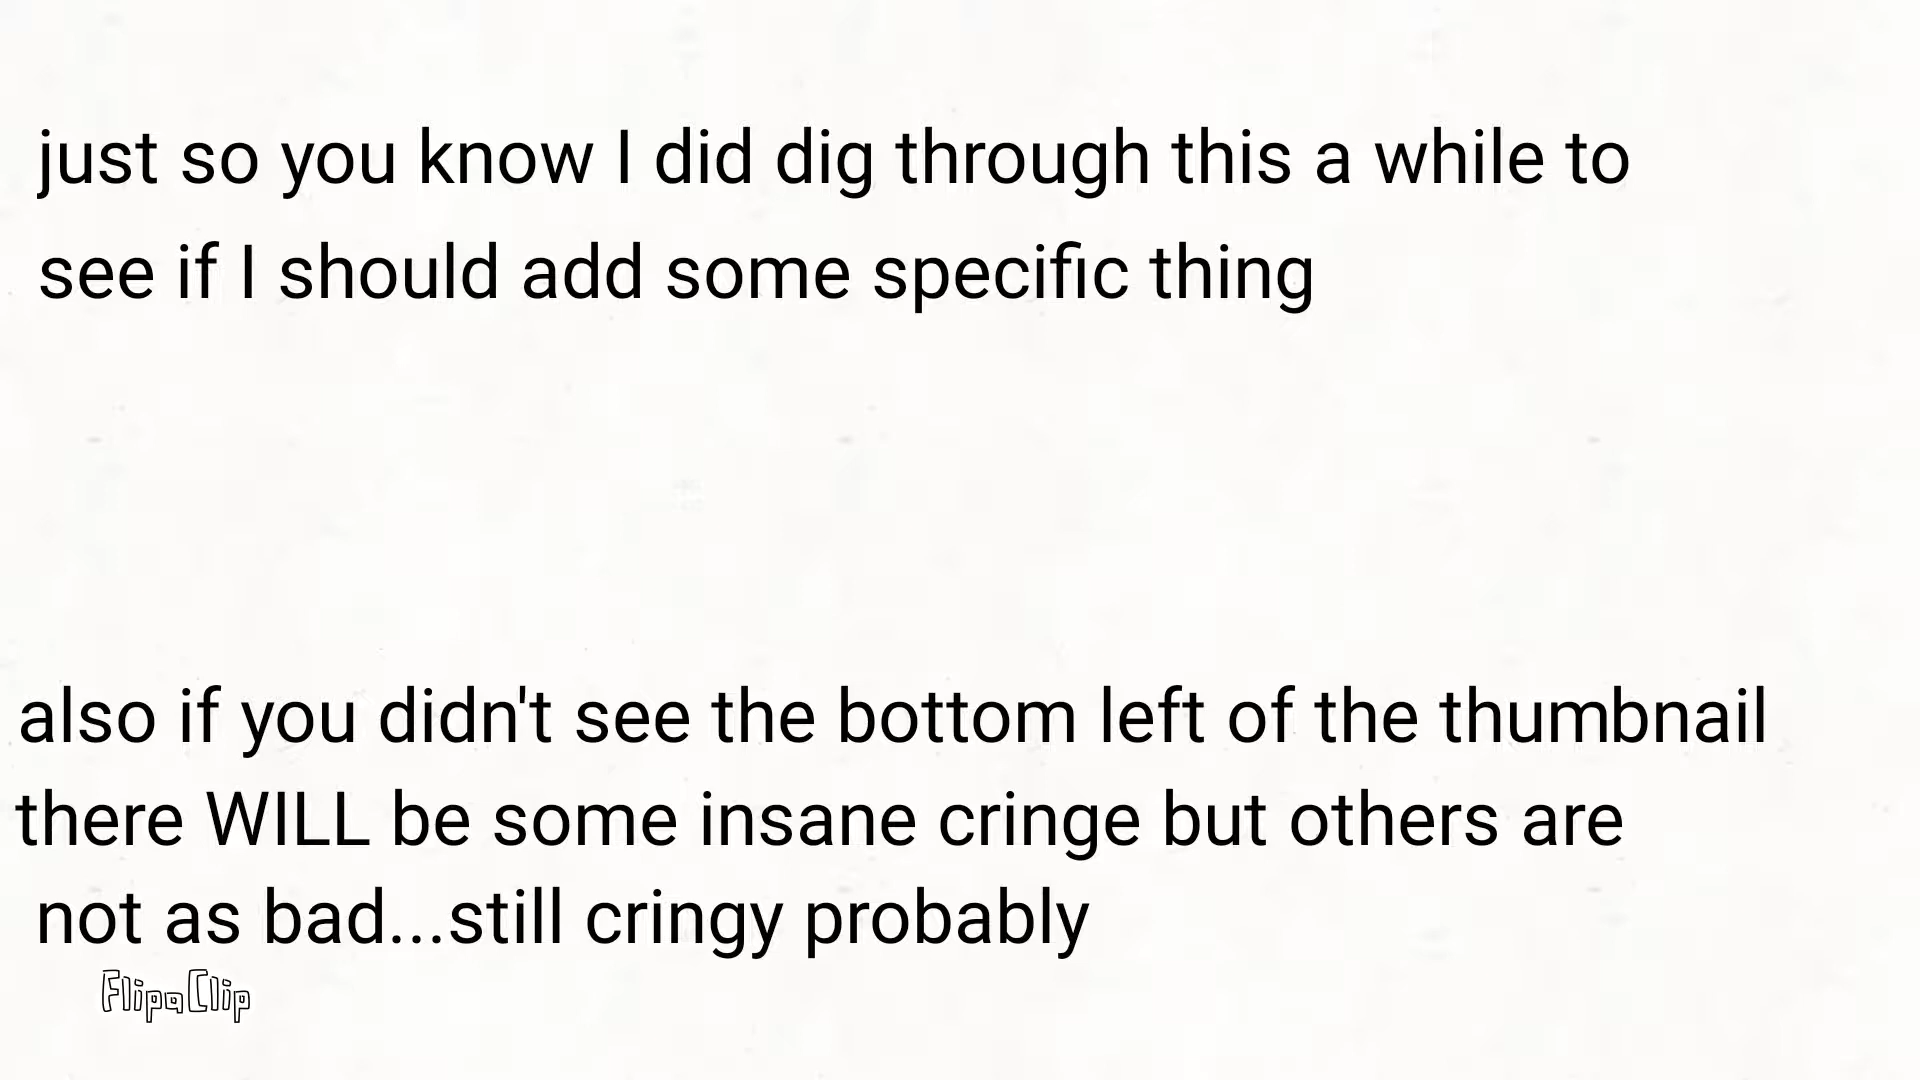 just so you know I did dig through this a while to
see if I should add some specific thing
also if you didn't see the bottom left of the thumbnail
there WILL be some insane cringe but others are
not as bad...still cringy probably
FlipaClip